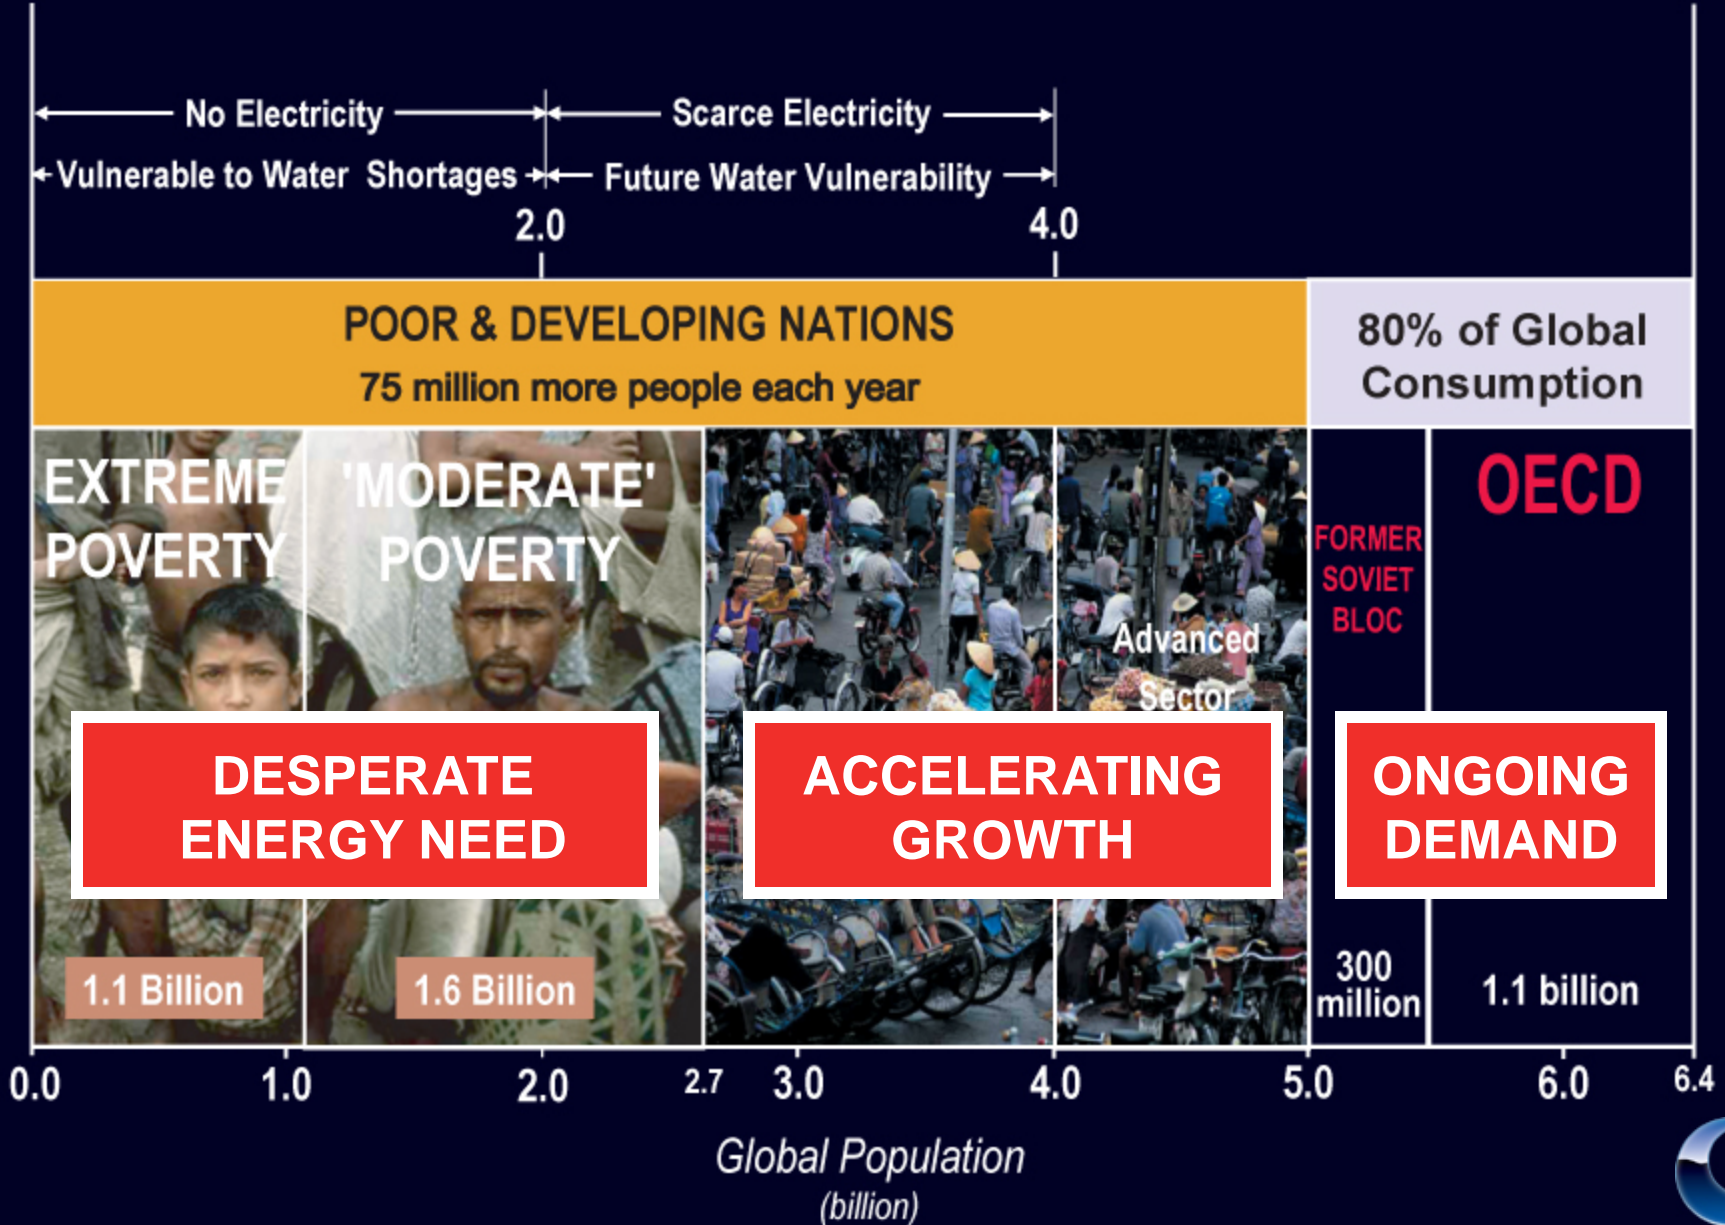 No Electricity
Scarce Electricity
Vulnerable to Water Shortages
Future Water Vulnerability
2.0
4.0
POOR & DEVELOPING NATIONS
75 million more people each year
80% of Global
Consumption
EXTREME
POVERTY
'MODERATE'
POVERTY
Advanced
Sector
FORMER
SOVIET
BLOC
OECD
DESPERATE
ENERGY NEED
ACCELERATING
GROWTH
ONGOING
DEMAND
1.1 Billion
1.6 Billion
300
million
1.1 billion
0.0
1.0
2.0
2.7
3.0
4.0
5.0
6.0
6.4
Global Population
(billion)